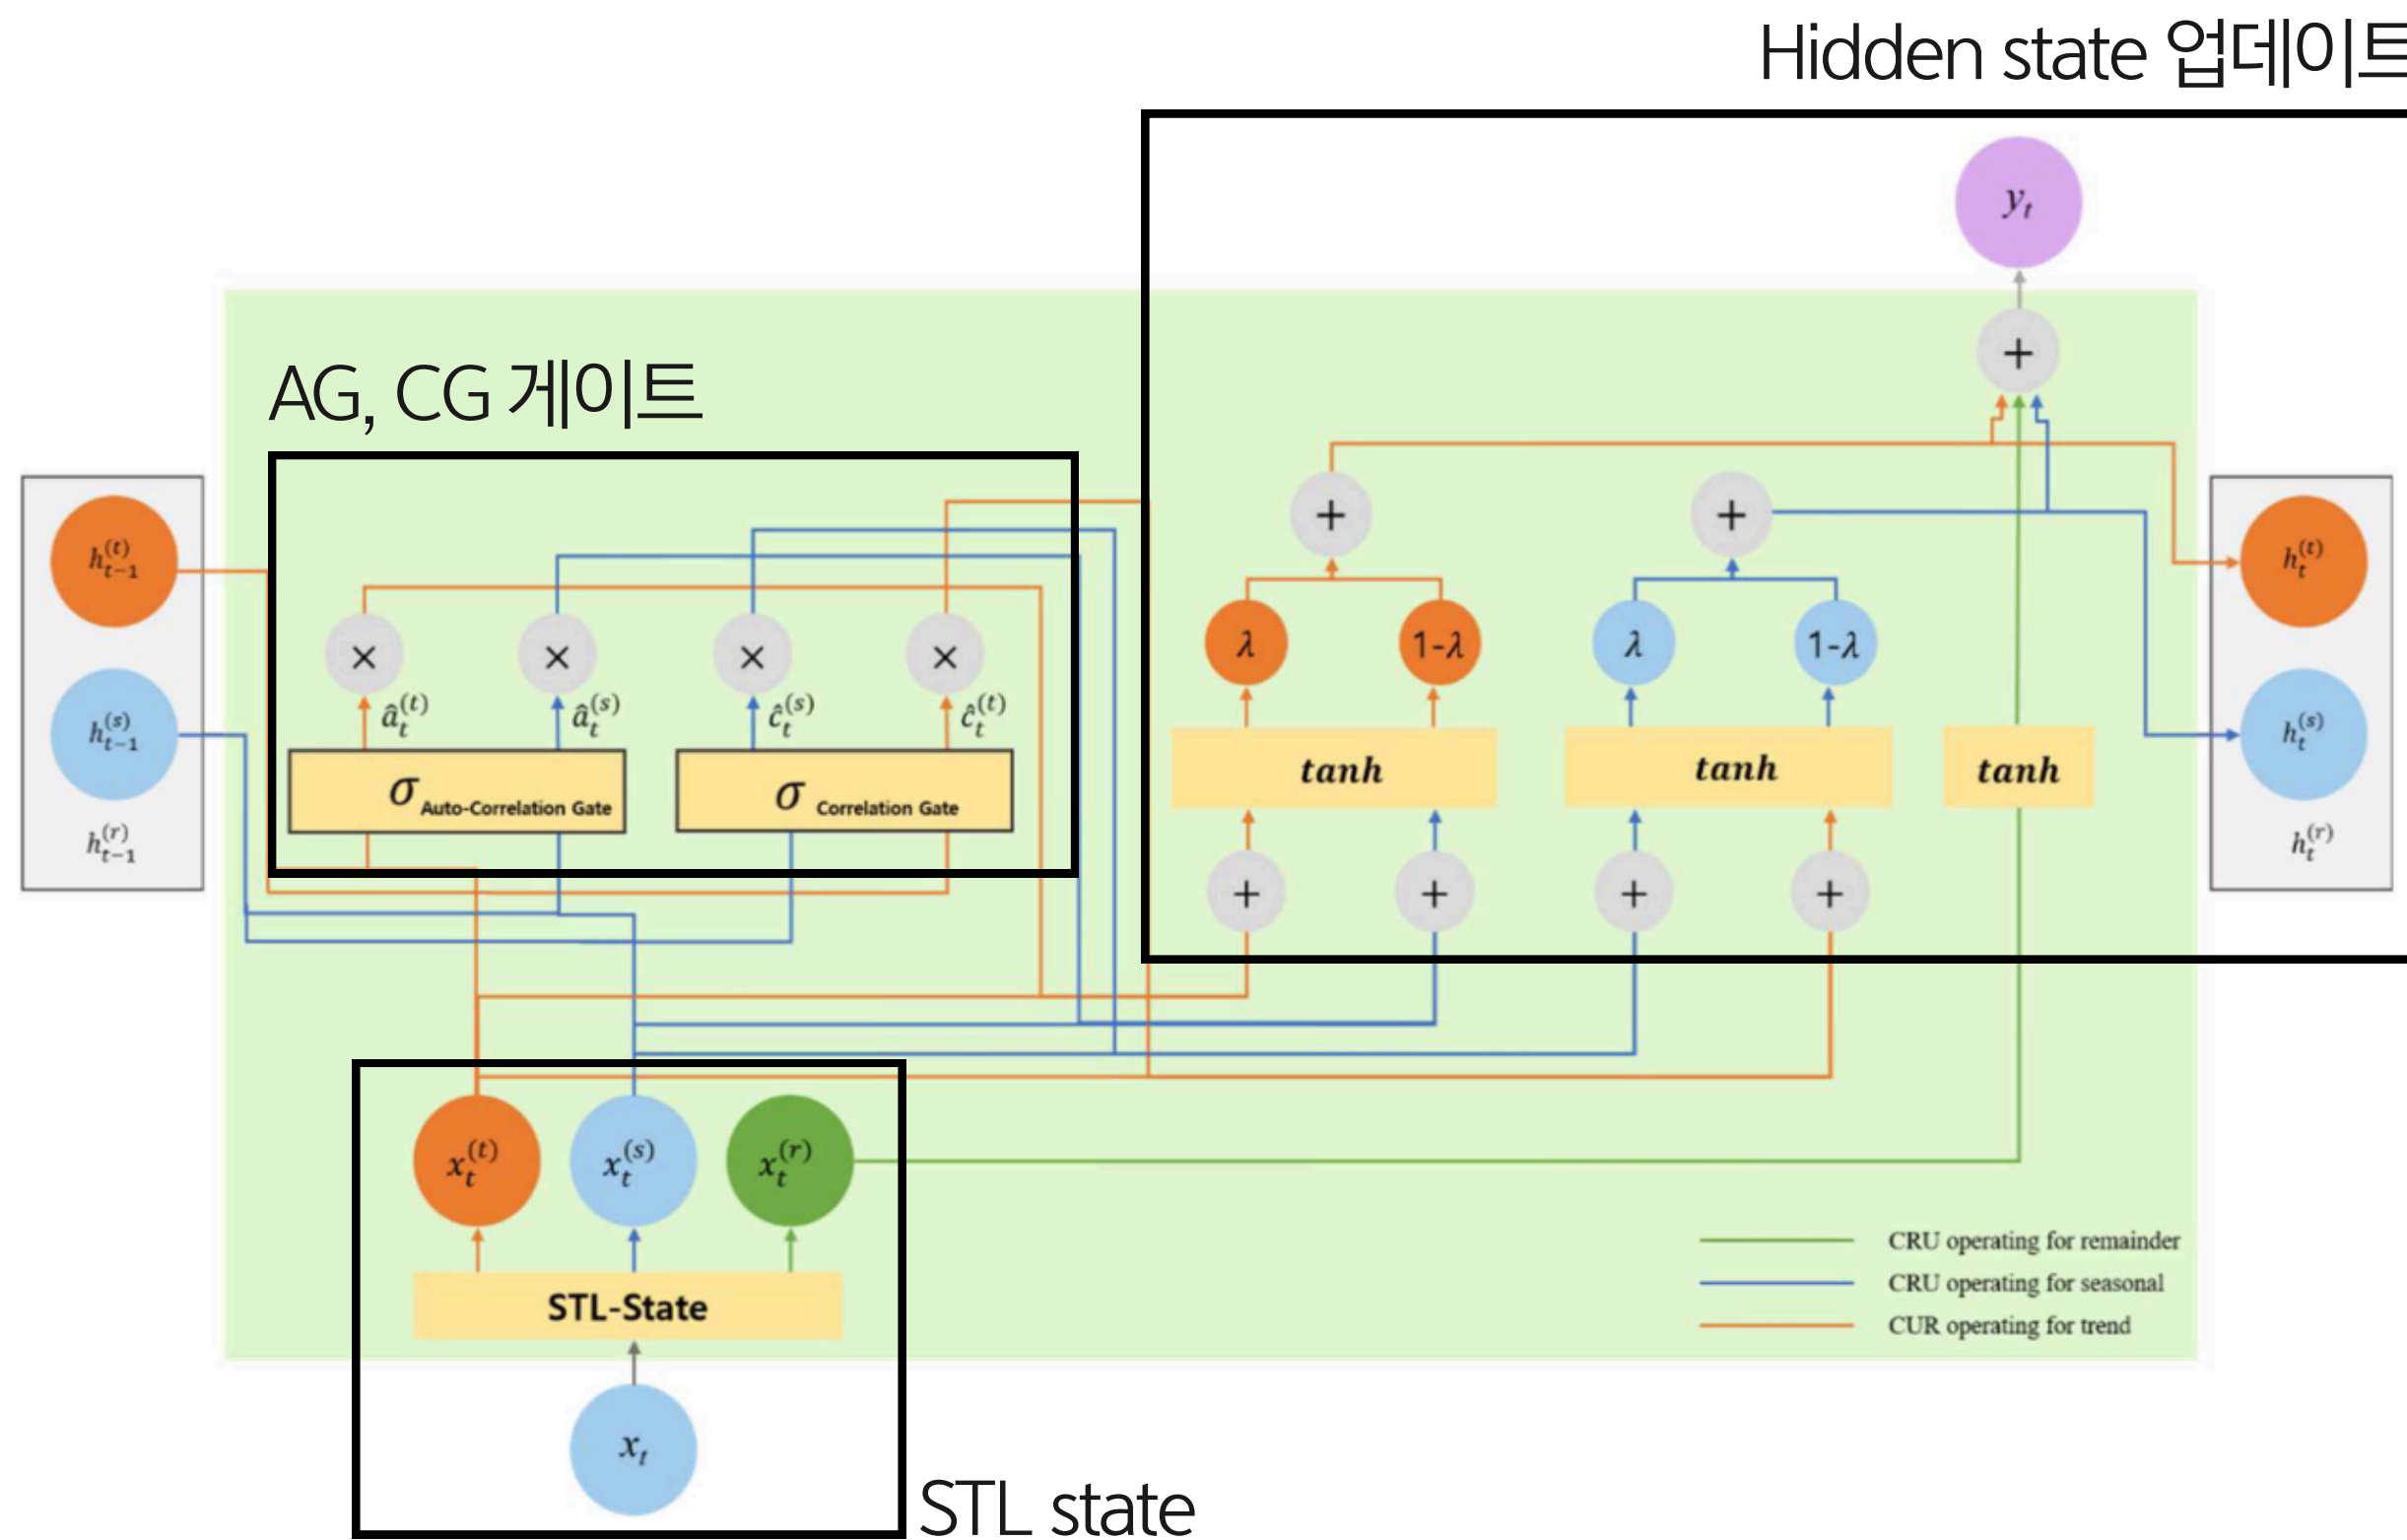 Hidden state 업데이트
y_t
+
AG, CG 게이트
h_{t-1}^{(t)}
h_{t-1}^{(s)}
h_{t-1}^{(r)}
× × × ×
â_t^{(t)} â_t^{(s)} ĉ_t^{(s)} ĉ_t^{(t)}
σ Auto-Correlation Gate
σ Correlation Gate
+ +
λ 1-λ λ 1-λ
tanh tanh tanh
+ + + +
h_t^{(t)}
h_t^{(s)}
h_t^{(r)}
x_t^{(t)} x_t^{(s)} x_t^{(r)}
STL-State
x_t
STL state
CRU operating for remainder
CRU operating for seasonal
CUR operating for trend